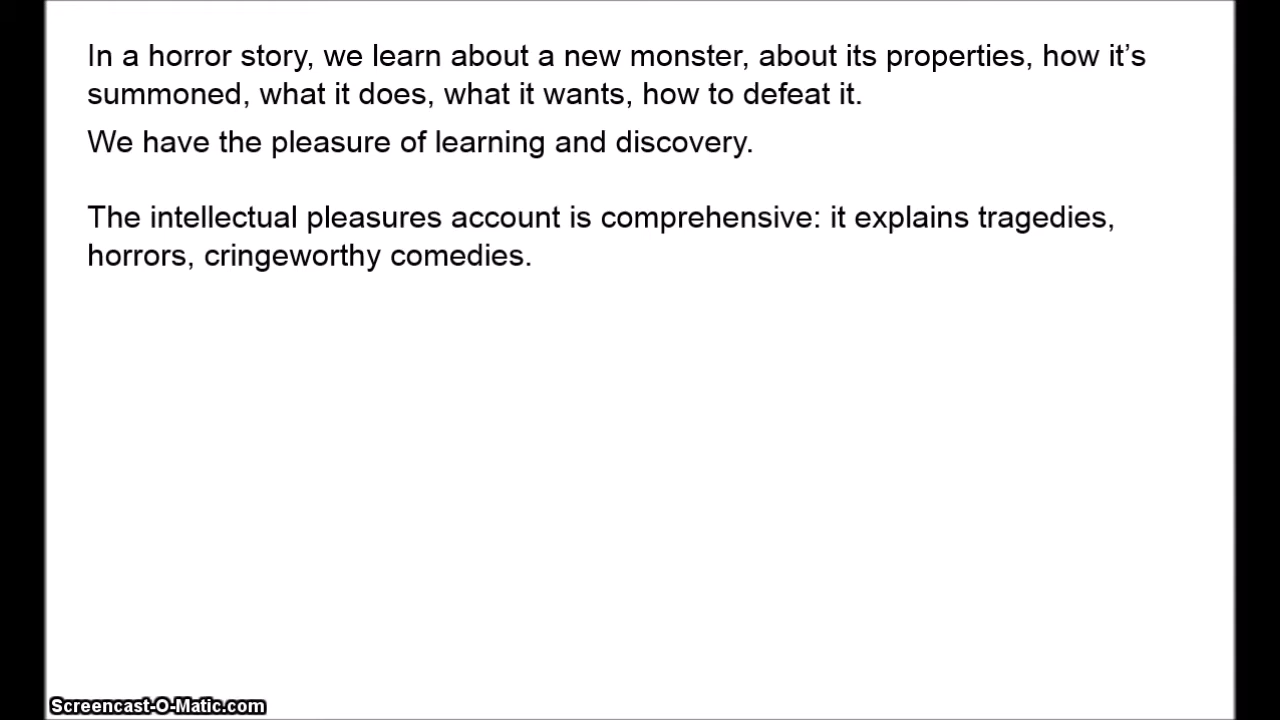 In a horror story, we learn about a new monster, about its properties, how it’s
summoned, what it does, what it wants, how to defeat it.
We have the pleasure of learning and discovery.
The intellectual pleasures account is comprehensive: it explains tragedies,
horrors, cringeworthy comedies.
Screencast-O-Matic.com